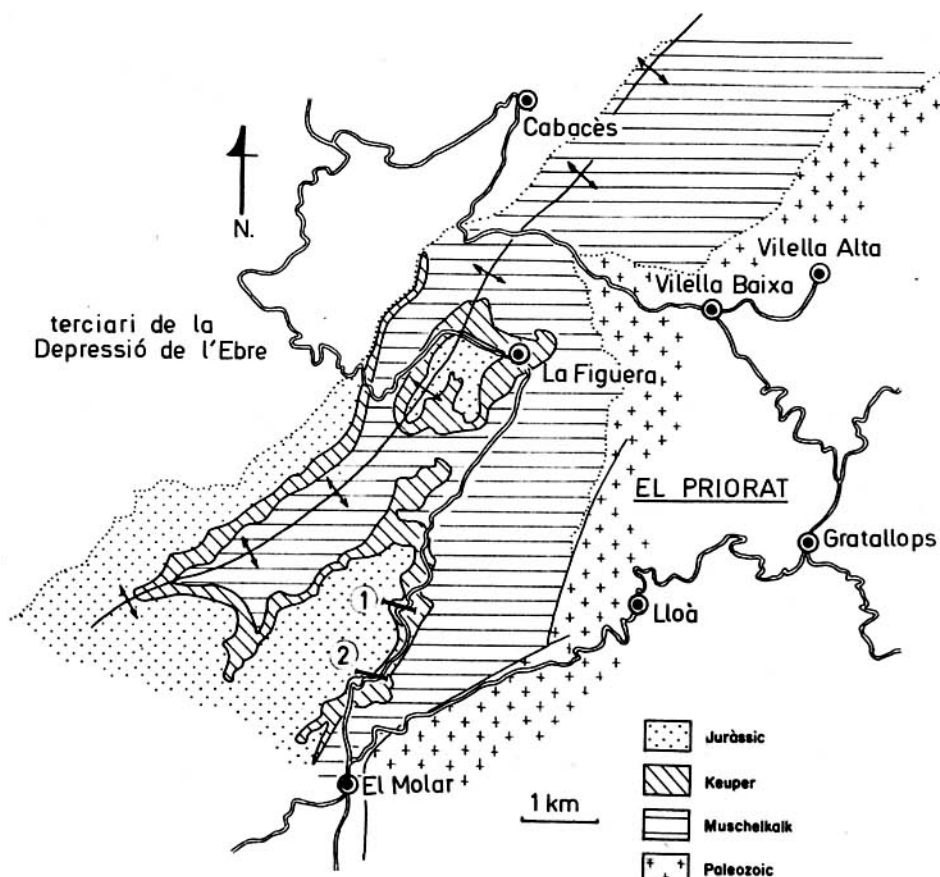 Cabacès
N.
Vilella Alta
Vilella Baixa
terciari de la
Depressió de l'Ebre
La Figuera
EL PRIORAT
Gratallops
1
Lloà
2
Juràssic
Keuper
El Molar
1 km
Muschelkalk
Paleozoic